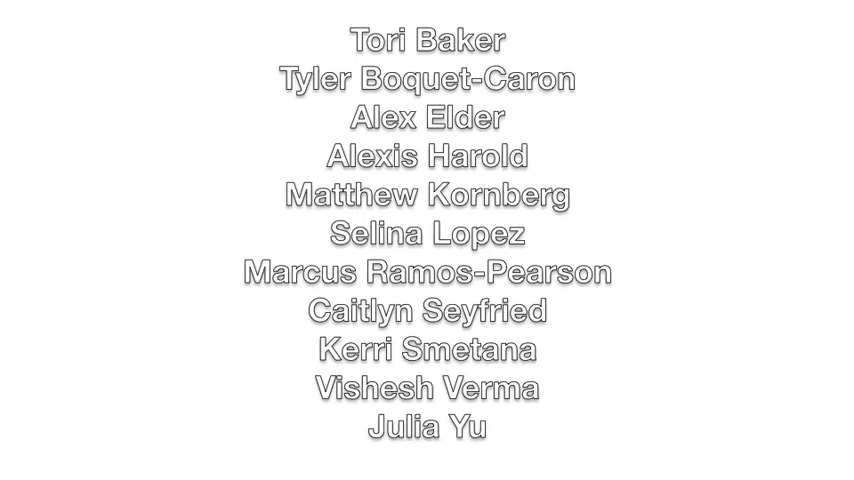 Tori Baker
Tyler Boquet-Caron
Alex Elder
Alexis Harold
Matthew Kornberg
Selina Lopez
Marcus Ramos-Pearson
Caitlyn Seyfried
Kerri Smetana
Vishesh Verma
Julia Yu